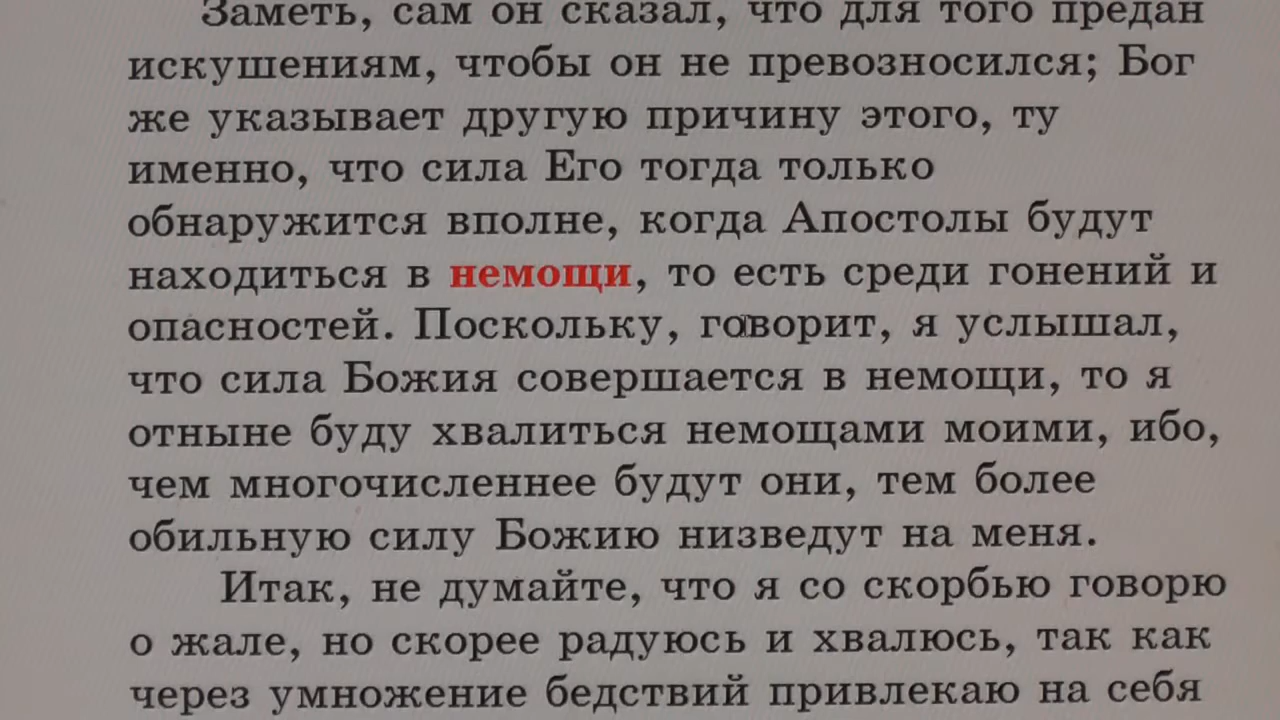 Заметь, сам он сказал, что для того предан
искушениям, чтобы он не превозносился; Бог
же указывает другую причину этого, ту
именно, что сила Его тогда только
обнаружится вполне, когда Апостолы будут
находиться в немощи, то есть среди гонений и
опасностей. Поскольку, говорит, я услышал,
что сила Божия совершается в немощи, то я
отныне буду хвалиться немощами моими, ибо,
чем многочисленнее будут они, тем более
обильную силу Божию низведут на меня.
Итак, не думайте, что я со скорбью говорю
о жале, но скорее радуюсь и хвалюсь, так как
через умножение бедствий привлекаю на себя